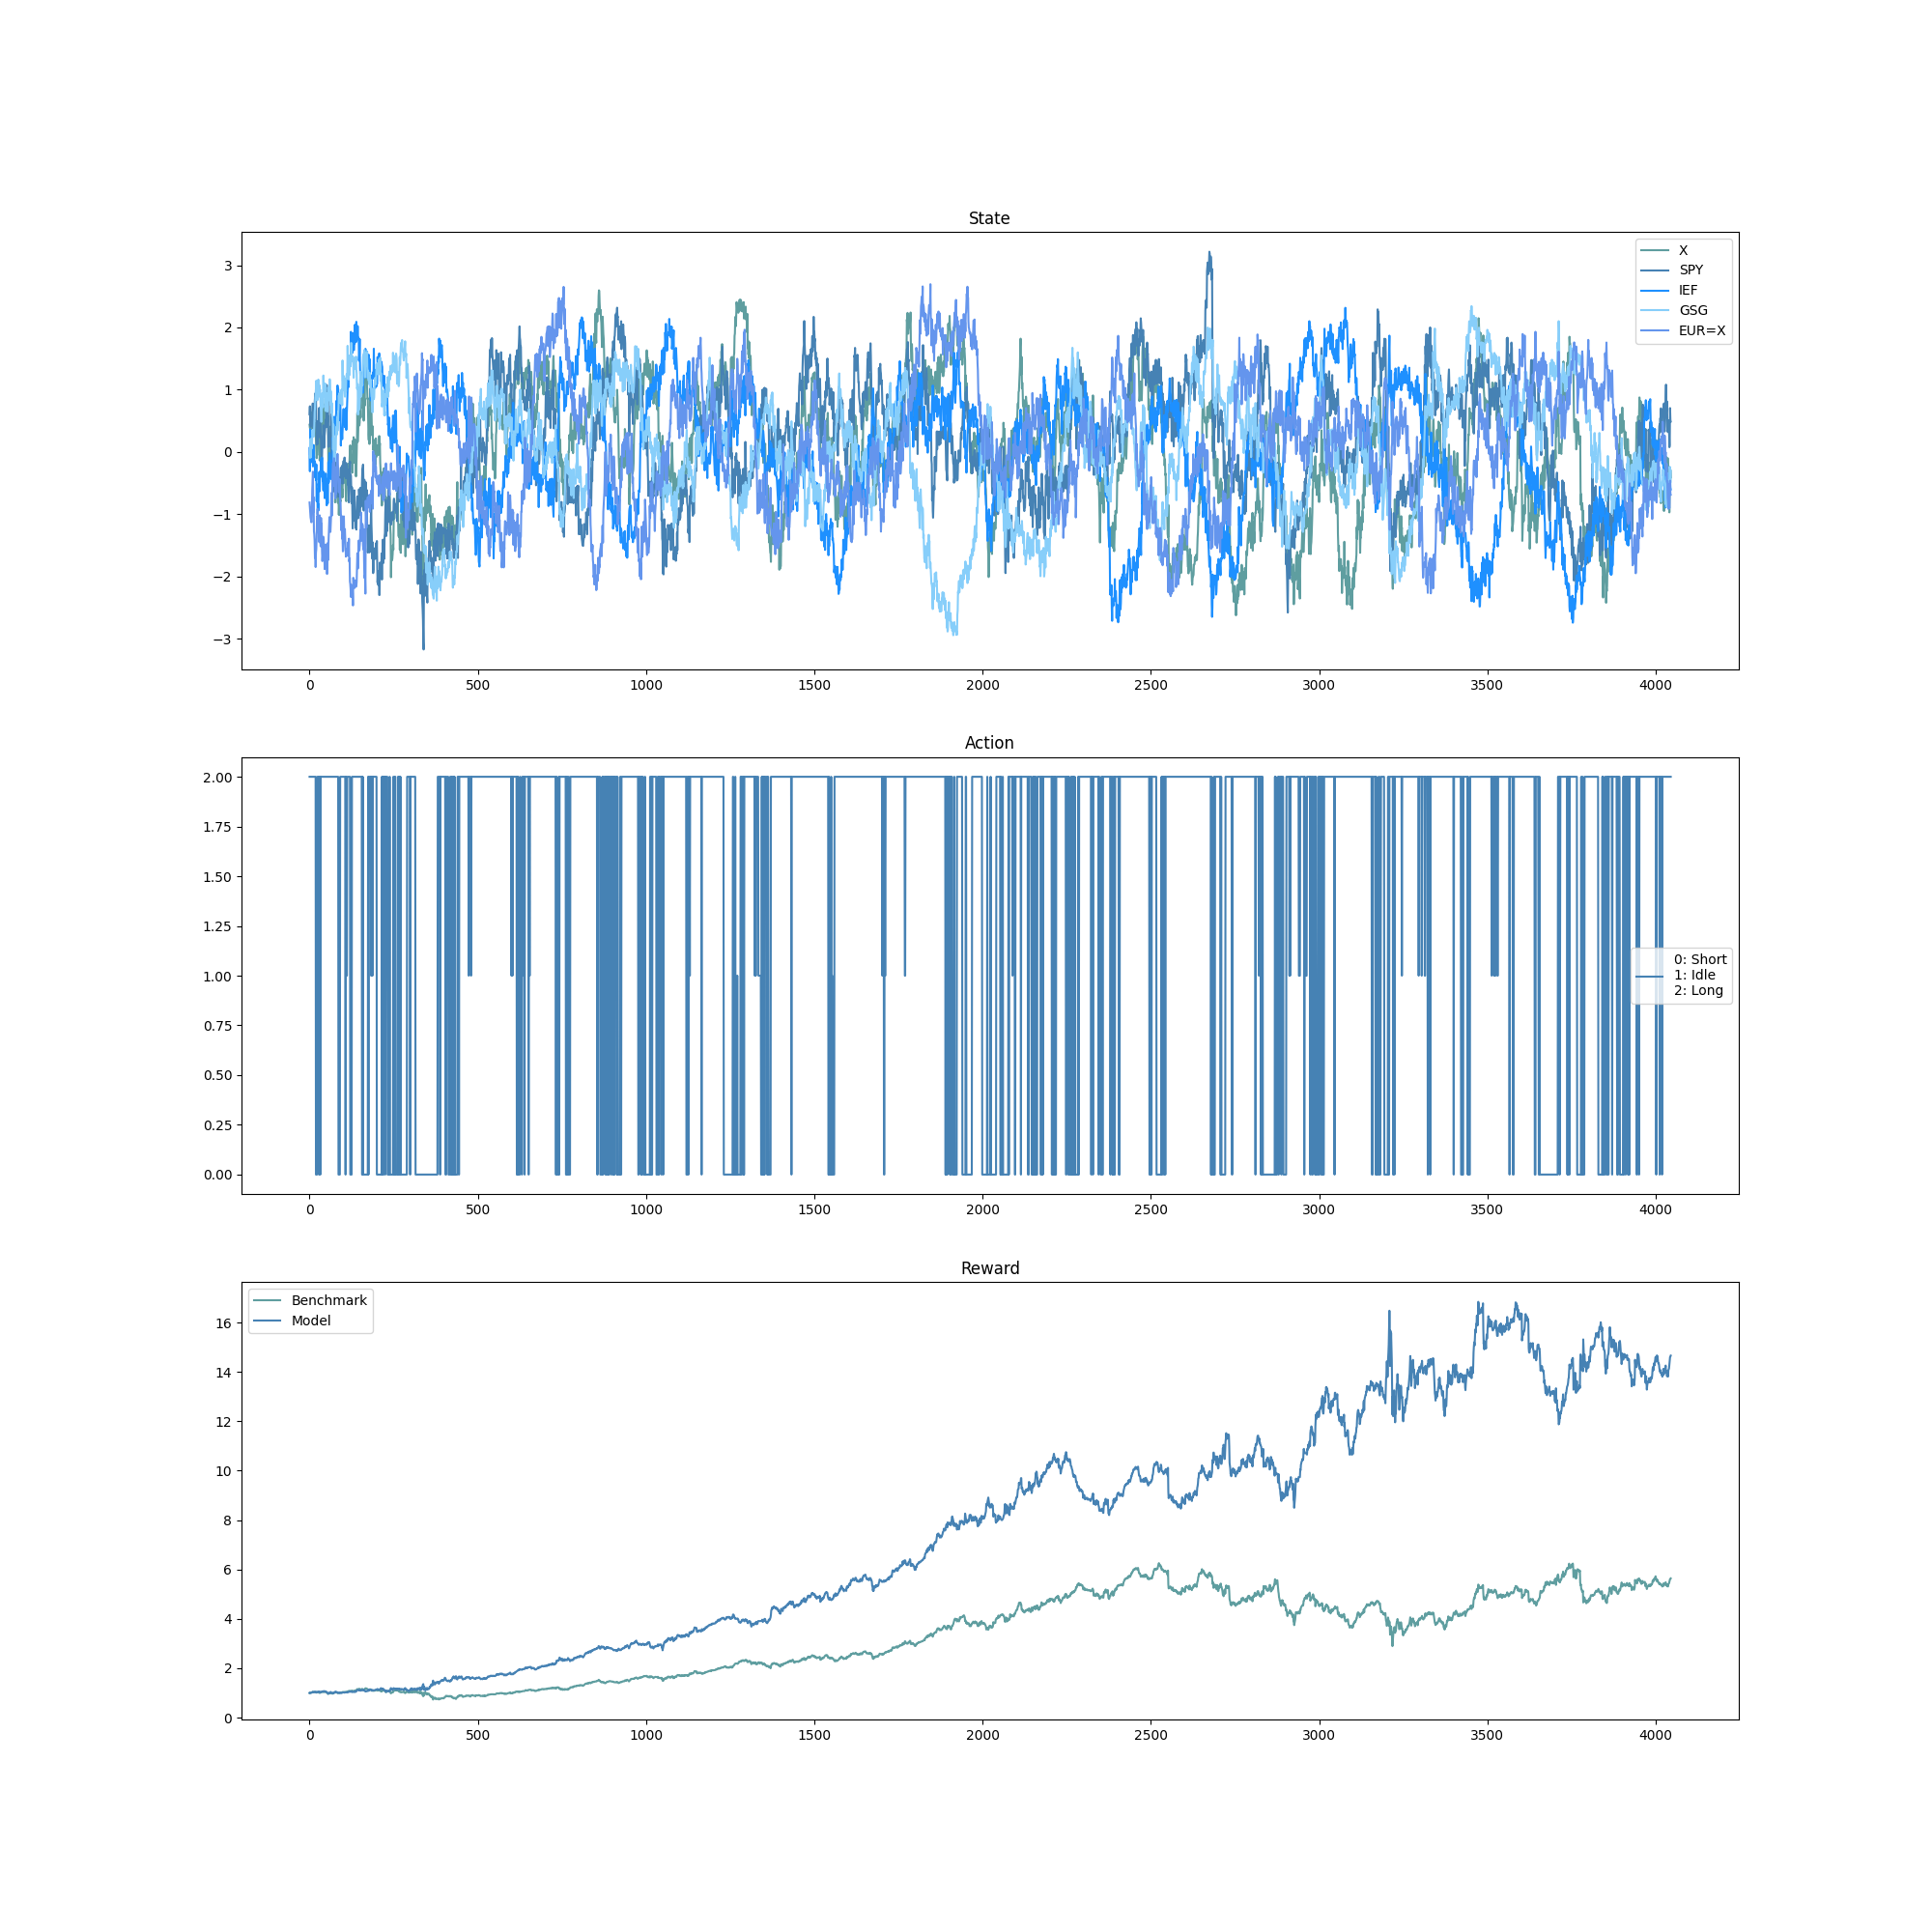 State
3
2
1
0
−1
−2
−3
X
SPY
IEF
GSG
EUR=X
0 500 1000 1500 2000 2500 3000 3500 4000
Action
2.00
1.75
1.50
1.25
1.00
0.75
0.50
0.25
0.00
0: Short
1: Idle
2: Long
0 500 1000 1500 2000 2500 3000 3500 4000
Reward
Benchmark
Model
16
14
12
10
8
6
4
2
0
0 500 1000 1500 2000 2500 3000 3500 4000